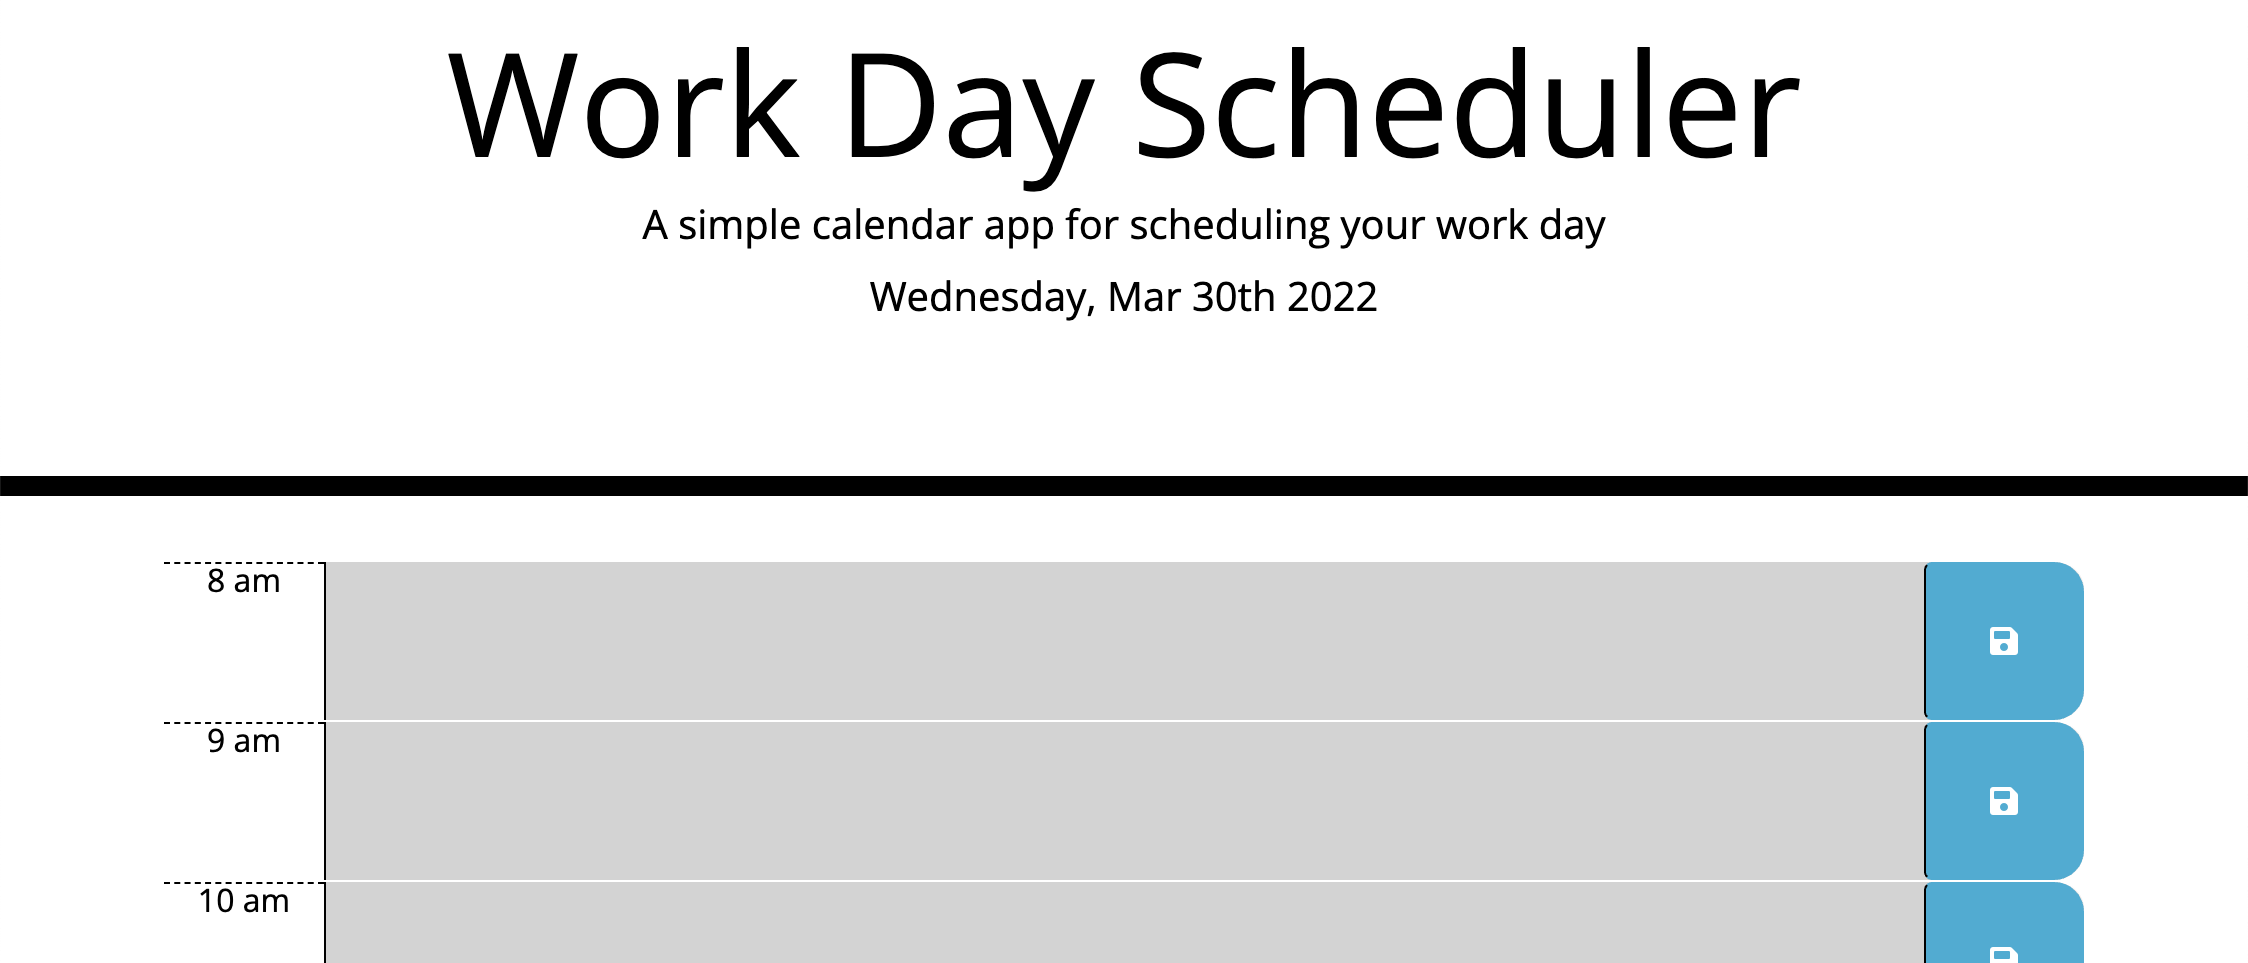 Work Day Scheduler
A simple calendar app for scheduling your work day
Wednesday, Mar 30th 2022
8 am
9 am
10 am